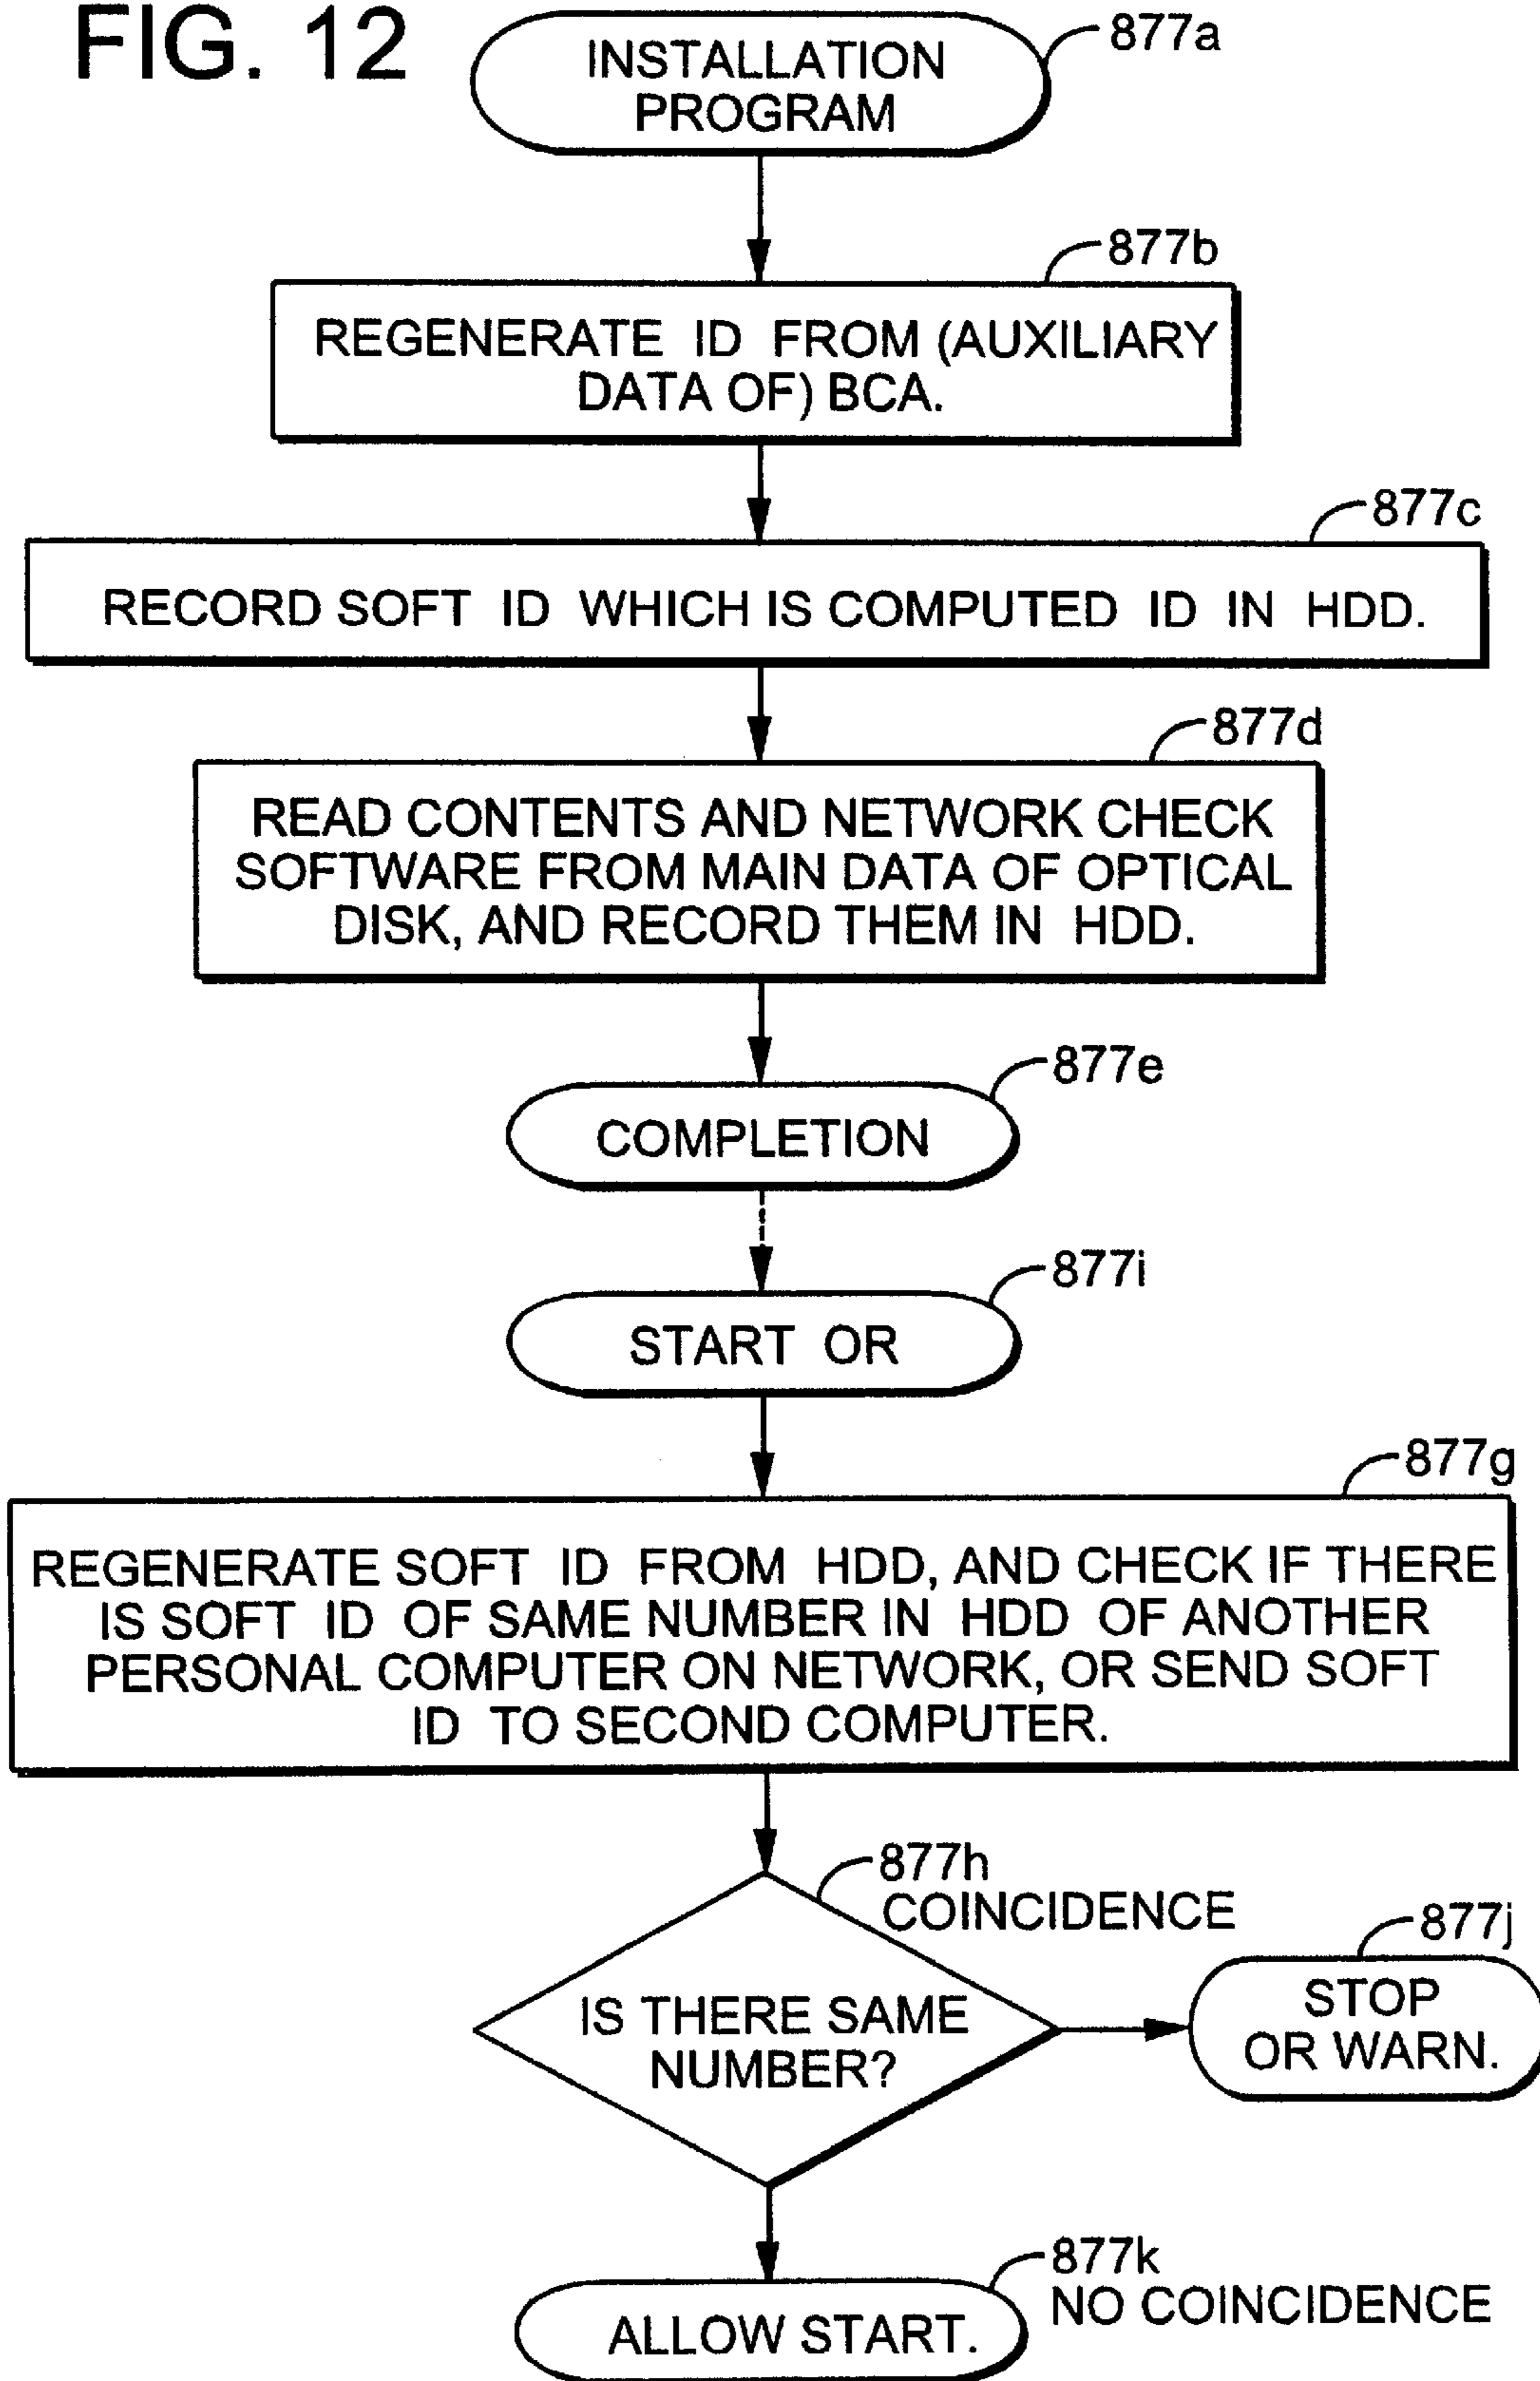 FIG. 12
877a
INSTALLATION
PROGRAM
877b
REGENERATE ID FROM (AUXILIARY
DATA OF) BCA.
877c
RECORD SOFT ID WHICH IS COMPUTED ID IN HDD.
877d
READ CONTENTS AND NETWORK CHECK
SOFTWARE FROM MAIN DATA OF OPTICAL
DISK, AND RECORD THEM IN HDD.
877e
COMPLETION
877i
START OR
877g
REGENERATE SOFT ID FROM HDD, AND CHECK IF THERE
IS SOFT ID OF SAME NUMBER IN HDD OF ANOTHER
PERSONAL COMPUTER ON NETWORK, OR SEND SOFT
ID TO SECOND COMPUTER.
877h
COINCIDENCE
IS THERE SAME
NUMBER?
877j
STOP
OR WARN.
877k
NO COINCIDENCE
ALLOW START.